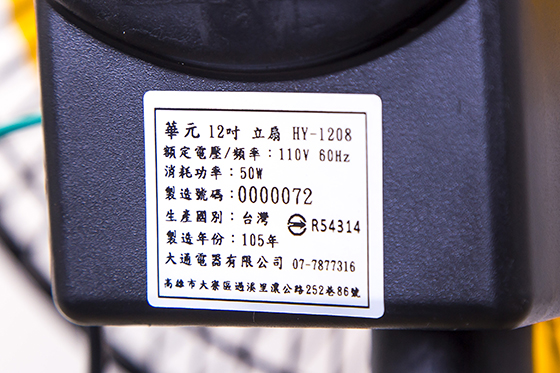 華元 12吋 立扇 HY-1208
額定電壓/頻率：110V 60Hz
消耗功率：50W
製造號碼：0000072
生產國別：台灣
R54314
製造年份：105年
大通電器有限公司 07-7877316
高雄市大寮區過溪里濃公路252巷86號